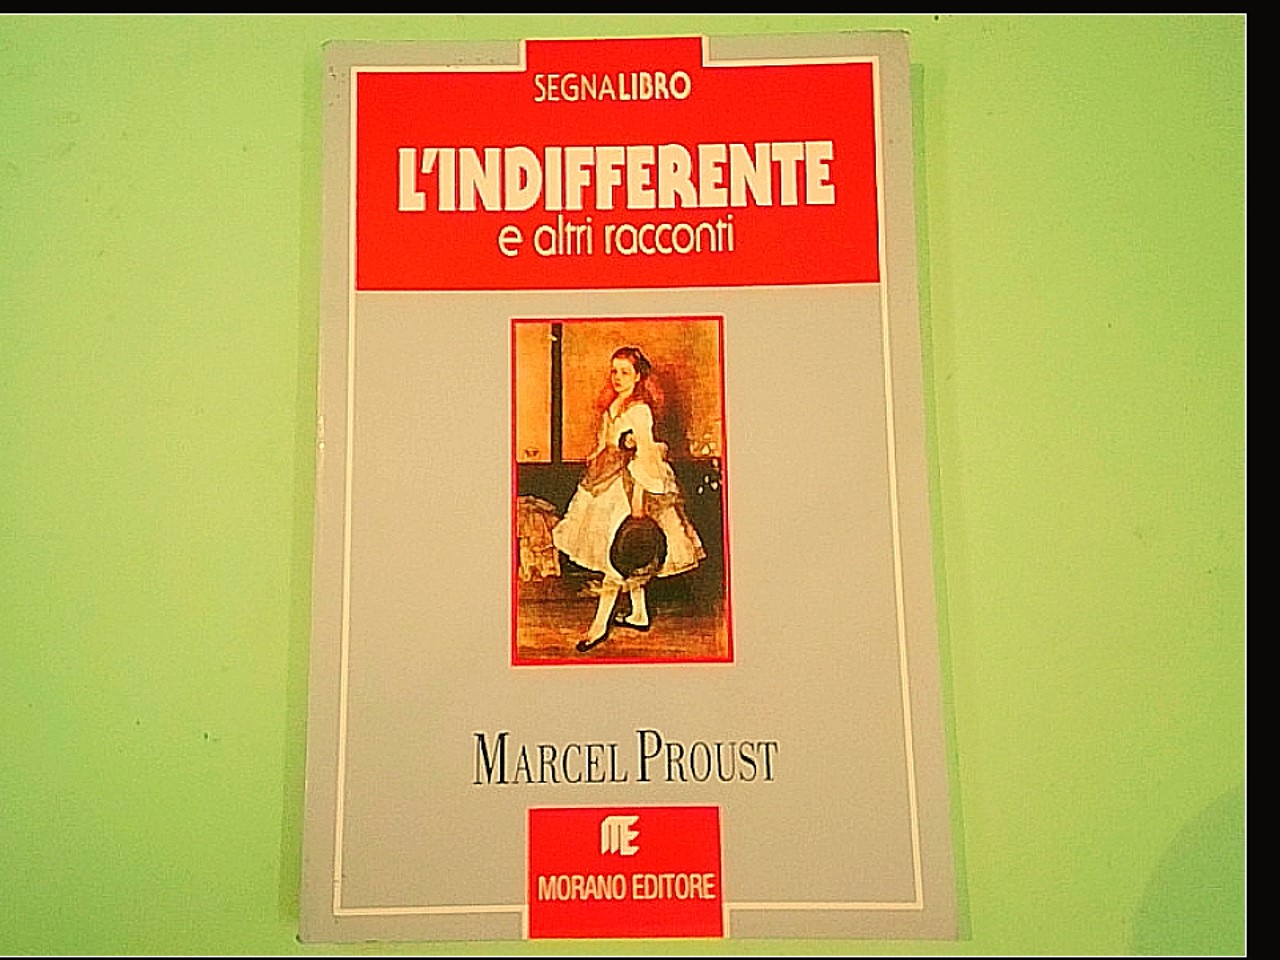 SEGNALIBRO
L'INDIFFERENTE
e altri racconti
MARCEL PROUST
ME
MORANO EDITORE